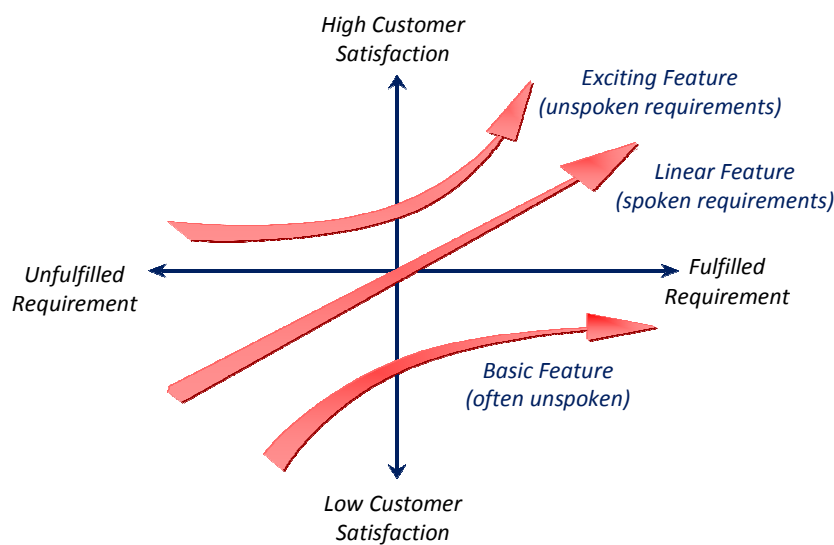 High Customer
Satisfaction
Exciting Feature
(unspoken requirements)
Linear Feature
(spoken requirements)
Unfulfilled
Requirement
Fulfilled
Requirement
Basic Feature
(often unspoken)
Low Customer
Satisfaction